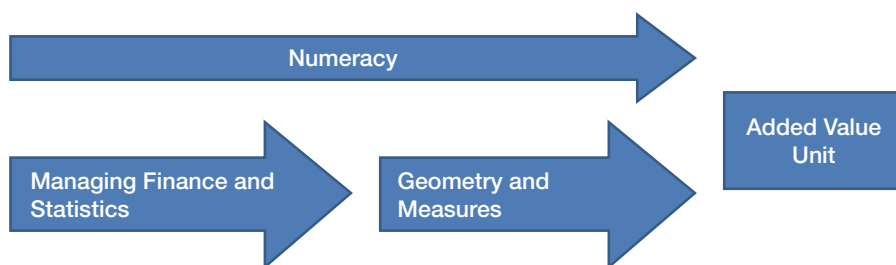 Numeracy
Managing Finance and
Statistics
Geometry and
Measures
Added Value
Unit